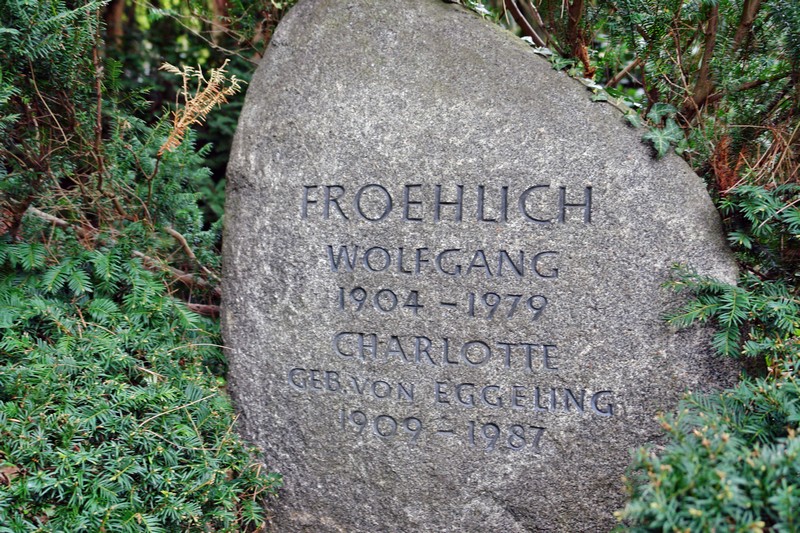 FROEHLICH
WOLFGANG
1904 – 1979
CHARLOTTE
GEB. VON EGGELING
1909 – 1987